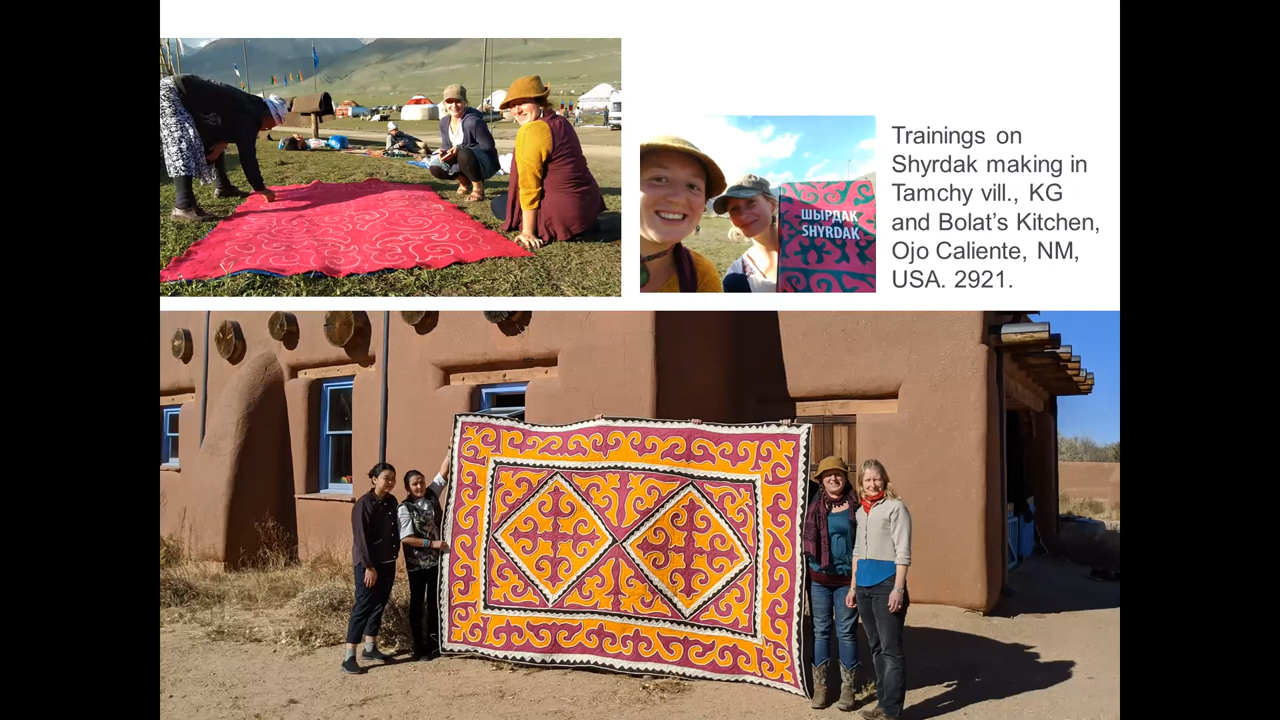 ШЫРДАК
SHYRDAK
Trainings on
Shyrdak making in
Tamchy vill., KG
and Bolat’s Kitchen,
Ojo Caliente, NM,
USA. 2921.